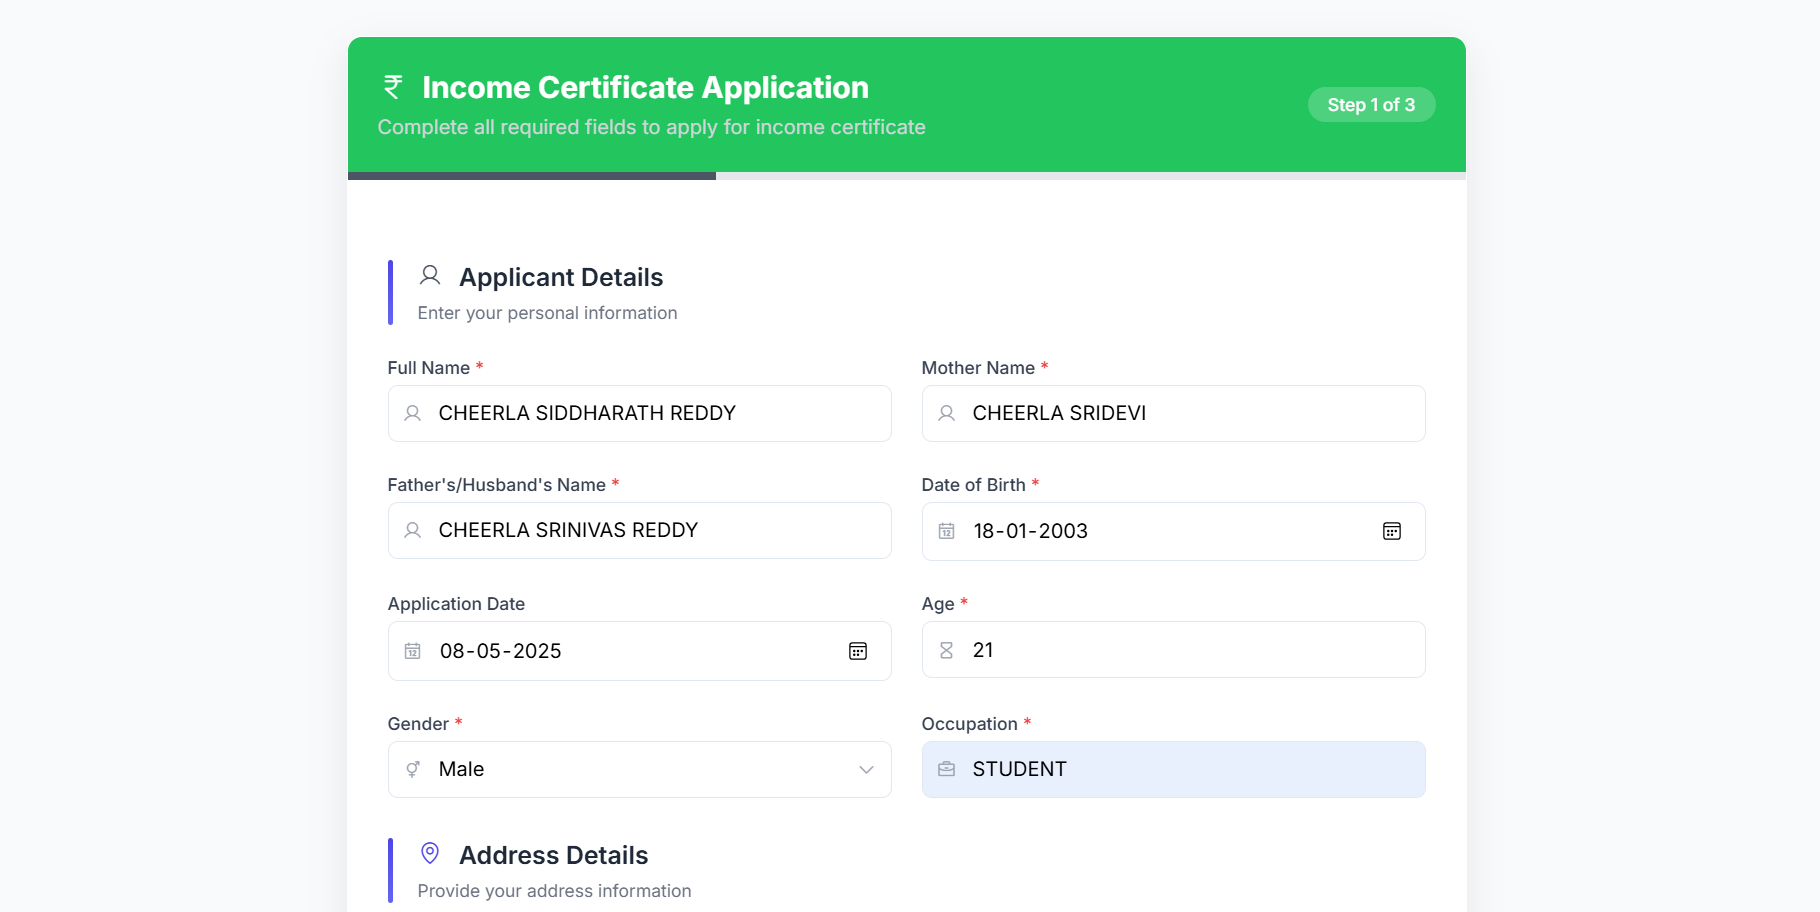 ₹ Income Certificate Application
Complete all required fields to apply for income certificate
Step 1 of 3
Applicant Details
Enter your personal information
Full Name *
CHEERLA SIDDHARATH REDDY
Mother Name *
CHEERLA SRIDEVI
Father's/Husband's Name *
CHEERLA SRINIVAS REDDY
Date of Birth *
18-01-2003
Application Date
08-05-2025
Age *
21
Gender *
Male
Occupation *
STUDENT
Address Details
Provide your address information